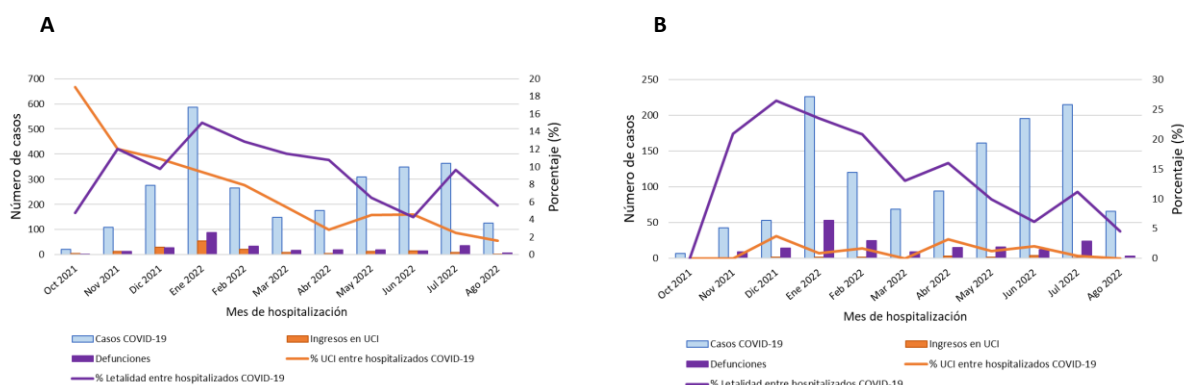 A
B
700
600
500
400
300
200
100
0
Número de casos
20
18
16
14
12
10
8
6
4
2
0
Porcentaje (%)
Oct 2021
Nov 2021
Dic 2021
Ene 2022
Feb 2022
Mar 2022
Abr 2022
May 2022
Jun 2022
Jul 2022
Ago 2022
Mes de hospitalización
Casos COVID-19
Ingresos en UCI
Defunciones
% UCI entre hospitalizados COVID-19
% Letalidad entre hospitalizados COVID-19
250
200
150
100
50
0
Número de casos
30
25
20
15
10
5
0
Porcentaje (%)
Oct 2021
Nov 2021
Dic 2021
Ene 2022
Feb 2022
Mar 2022
Abr 2022
May 2022
Jun 2022
Jul 2022
Ago 2022
Mes de hospitalización
Casos COVID-19
Ingresos en UCI
Defunciones
% UCI entre hospitalizados COVID-19
% Letalidad entre hospitalizados COVID-19